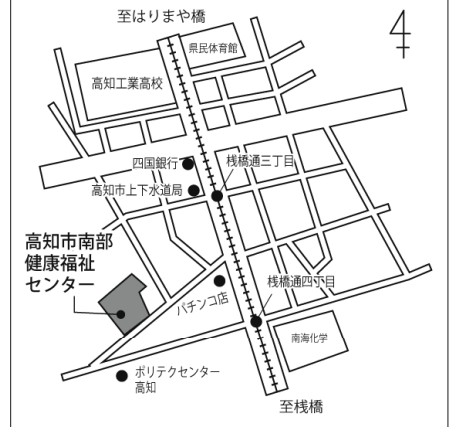 至はりまや橋
県民体育館
高知工業高校
四国銀行
桟橋通三丁目
高知市上下水道局
高知市南部
健康福祉
センター
パチンコ店
桟橋通四丁目
南海化学
ポリテクセンター
高知
至桟橋